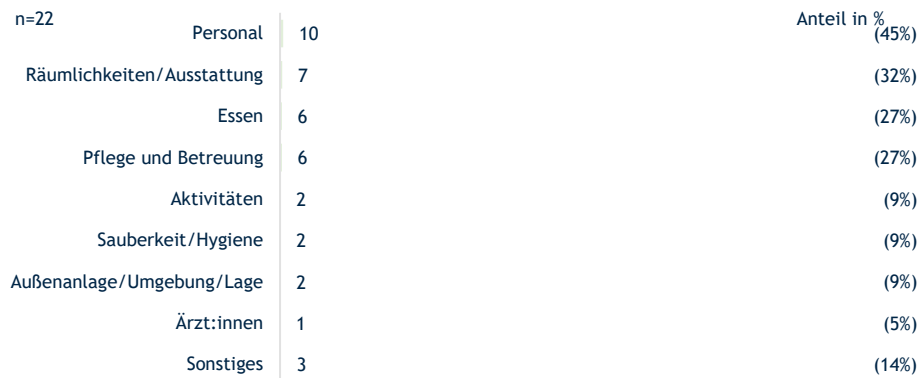 n=22 Anteil in %
Personal 10 (45%)
Räumlichkeiten/Ausstattung 7 (32%)
Essen 6 (27%)
Pflege und Betreuung 6 (27%)
Aktivitäten 2 (9%)
Sauberkeit/Hygiene 2 (9%)
Außenanlage/Umgebung/Lage 2 (9%)
Ärzt:innen 1 (5%)
Sonstiges 3 (14%)